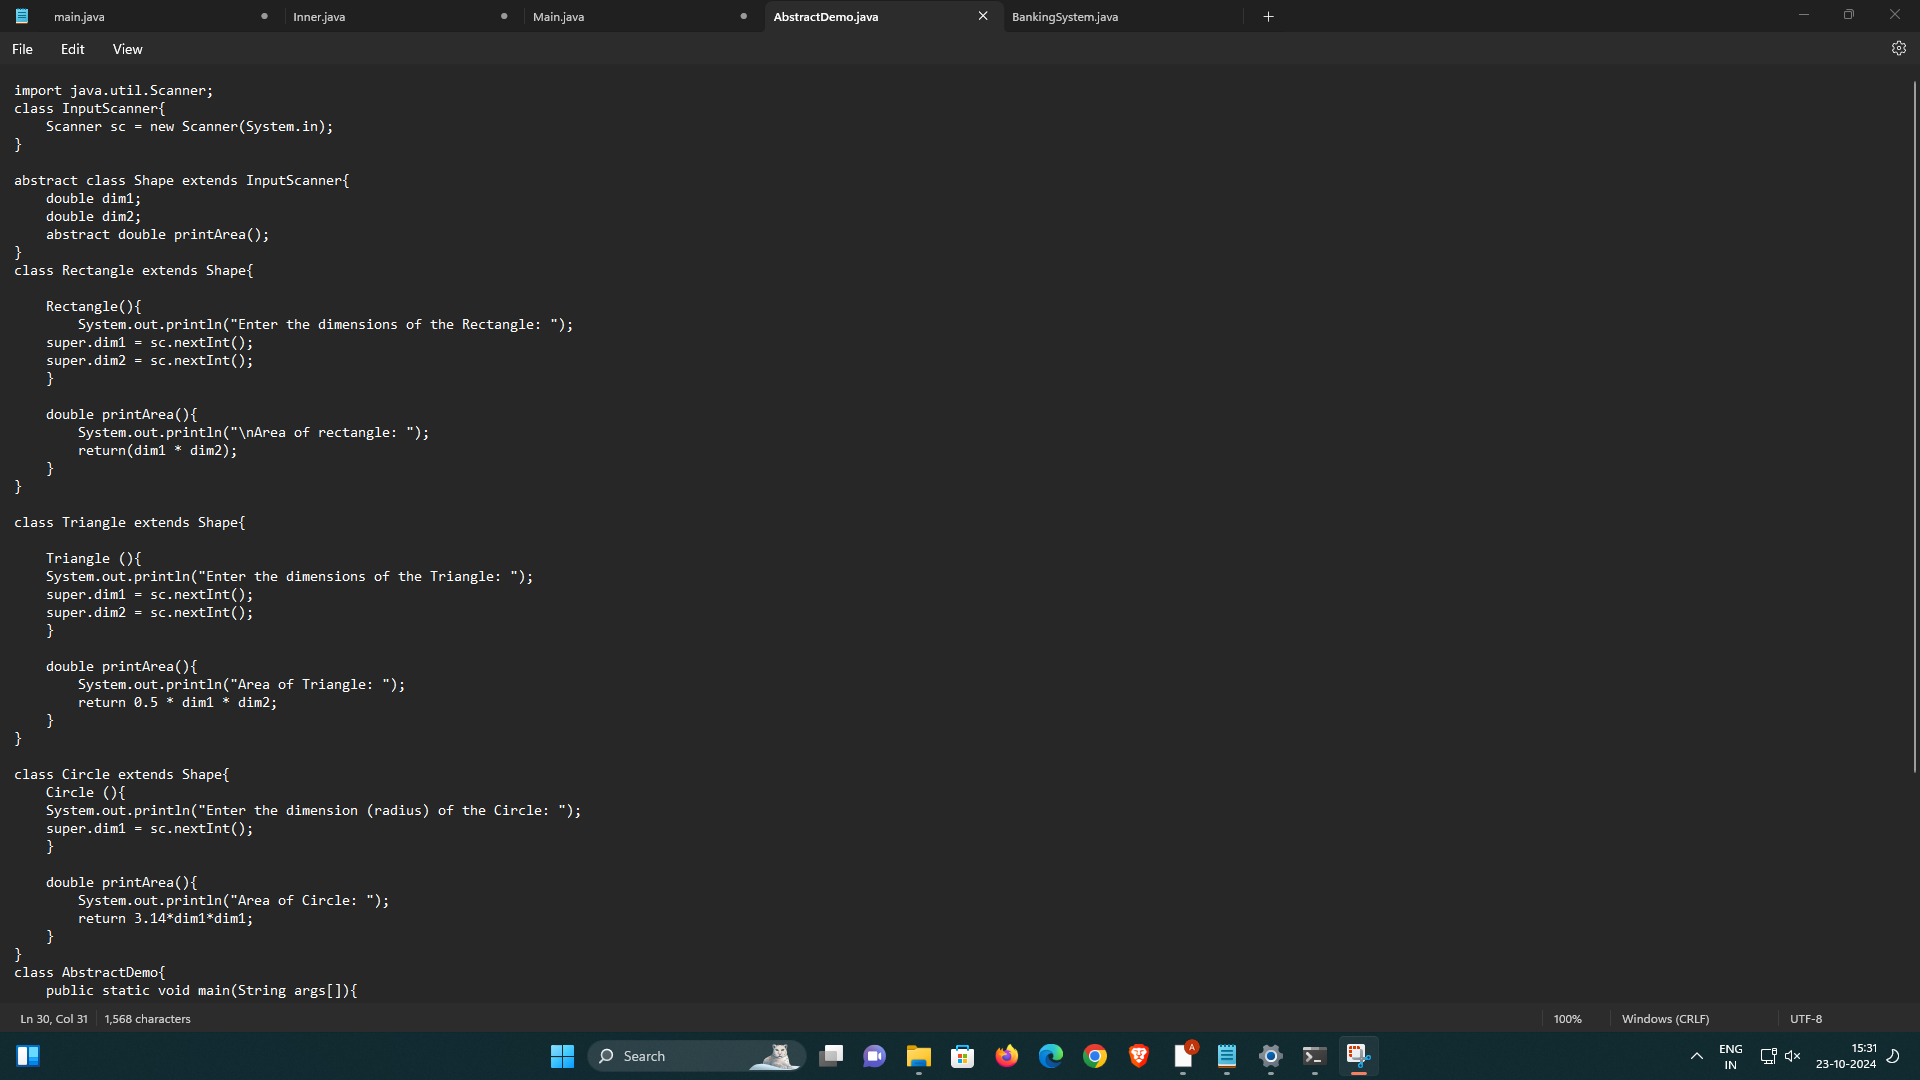 main.java
Inner.java
Main.java
AbstractDemo.java
BankingSystem.java
File Edit View
import java.util.Scanner;
class InputScanner{
    Scanner sc = new Scanner(System.in);
}
abstract class Shape extends InputScanner{
    double dim1;
    double dim2;
    abstract double printArea();
}
class Rectangle extends Shape{
    Rectangle(){
        System.out.println("Enter the dimensions of the Rectangle: ");
    super.dim1 = sc.nextInt();
    super.dim2 = sc.nextInt();
    }
    double printArea(){
        System.out.println("\nArea of rectangle: ");
        return(dim1 * dim2);
    }
}
class Triangle extends Shape{
    Triangle (){
    System.out.println("Enter the dimensions of the Triangle: ");
    super.dim1 = sc.nextInt();
    super.dim2 = sc.nextInt();
    }
    double printArea(){
        System.out.println("Area of Triangle: ");
        return 0.5 * dim1 * dim2;
    }
}
class Circle extends Shape{
    Circle (){
    System.out.println("Enter the dimension (radius) of the Circle: ");
    super.dim1 = sc.nextInt();
    }
    double printArea(){
        System.out.println("Area of Circle: ");
        return 3.14*dim1*dim1;
    }
}
class AbstractDemo{
    public static void main(String args[]){
Ln 30, Col 31
1,568 characters
100%
Windows (CRLF)
UTF-8
Search
A
ENG
IN
15:31
23-10-2024